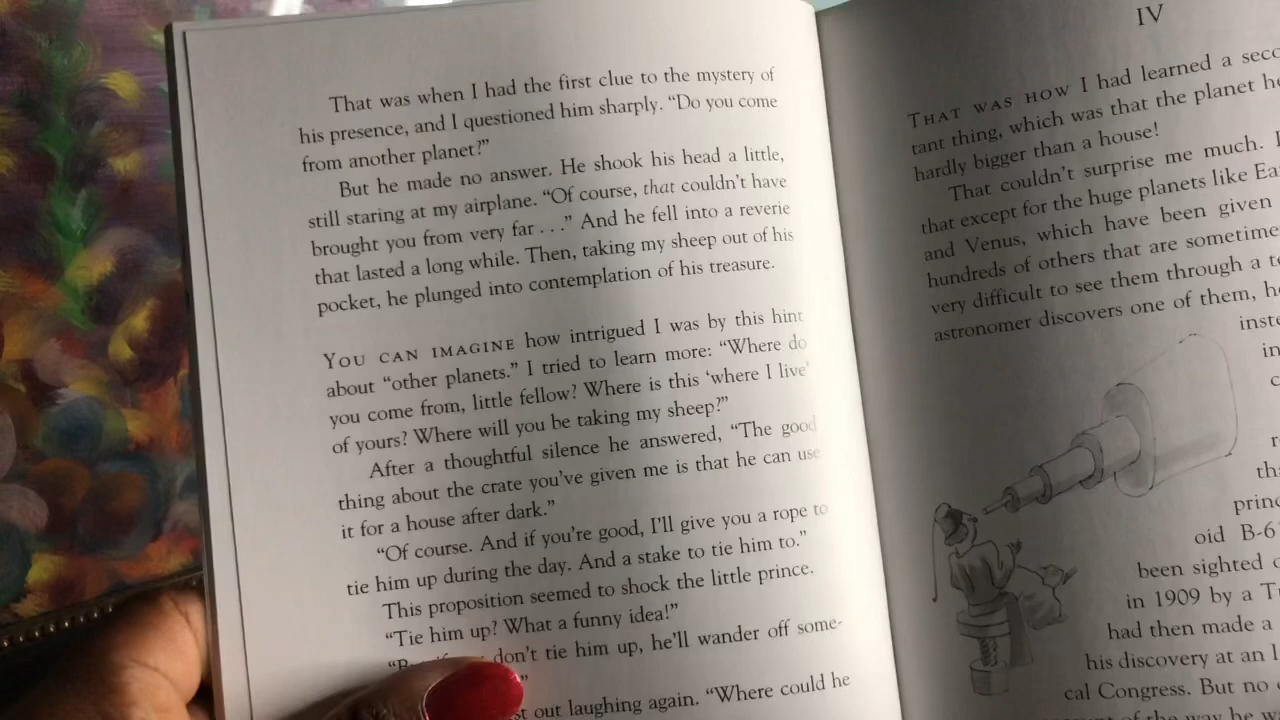 That was when I had the first clue to the mystery of
his presence, and I questioned him sharply. “Do you come
from another planet?”
But he made no answer. He shook his head a little,
still staring at my airplane. “Of course, that couldn’t have
brought you from very far . . .” And he fell into a reverie
that lasted a long while. Then, taking my sheep out of his
pocket, he plunged into contemplation of his treasure.
YOU CAN IMAGINE how intrigued I was by this hint
about “other planets.” I tried to learn more: “Where do
you come from, little fellow? Where is this ‘where I live’
of yours? Where will you be taking my sheep?”
After a thoughtful silence he answered, “The good
thing about the crate you’ve given me is that he can use
it for a house after dark.”
“Of course. And if you’re good, I’ll give you a rope to
tie him up during the day. And a stake to tie him to.”
This proposition seemed to shock the little prince.
“Tie him up? What a funny idea!”
don’t tie him up, he’ll wander off some-
out laughing again. “Where could he
IV
THAT WAS HOW I had learned a
tant thing, which was that the planet
hardly bigger than a house!
That couldn’t surprise me much.
that except for the huge planets like
and Venus, which have been given
hundreds of others that are
very difficult to see them through a
astronomer discovers one of them,
in
oid B-6
been sighted
in 1909 by a
had then made a
his discovery at an
cal Congress. But no
of the way he